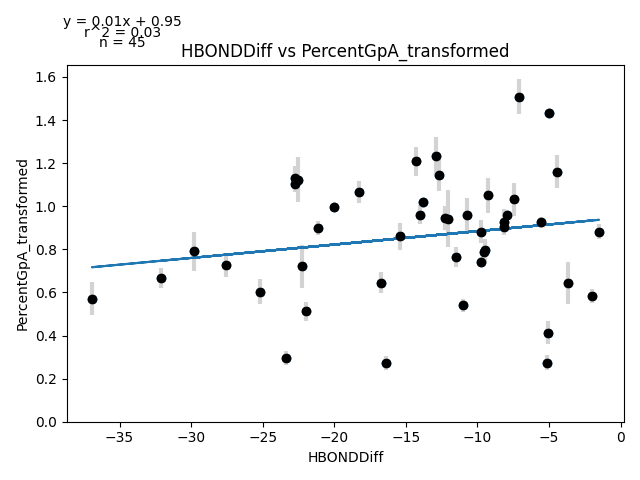 y = 0.01x + 0.95
r^2 = 0.03
n = 45
HBONDDiff vs PercentGpA_transformed
PercentGpA_transformed
1.6
1.4
1.2
1.0
0.8
0.6
0.4
0.2
0.0
−35
−30
−25
−20
−15
−10
−5
0
HBONDDiff